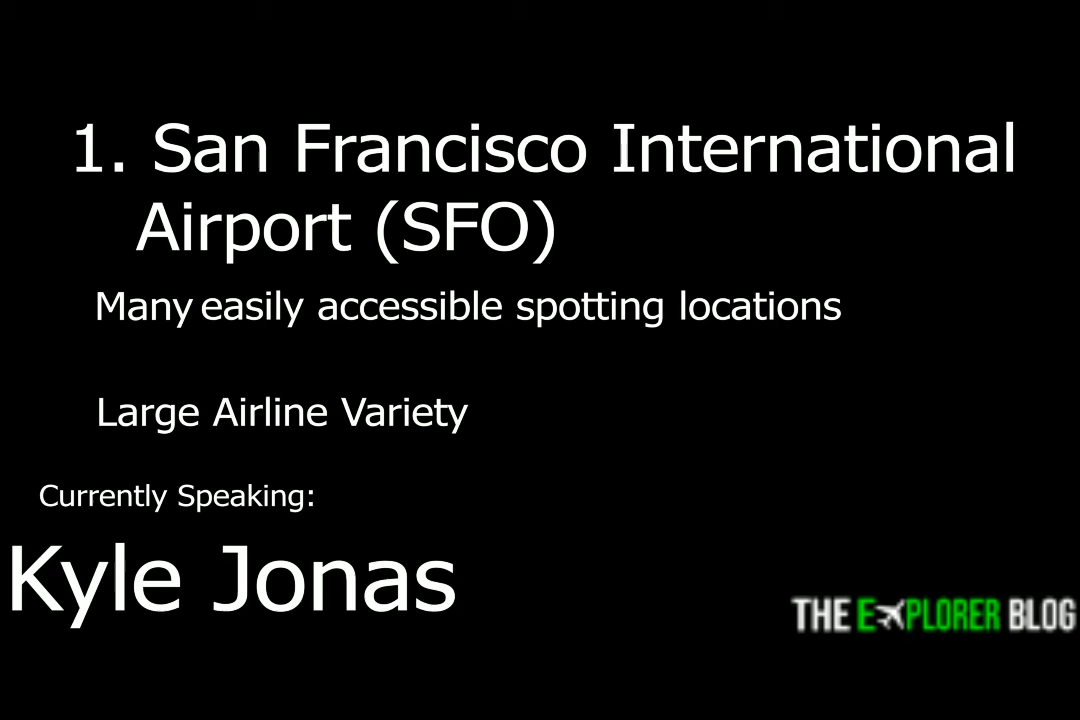 1. San Francisco International
Airport (SFO)
Many easily accessible spotting locations
Large Airline Variety
Currently Speaking:
Kyle Jonas
THE EXPLORER BLOG